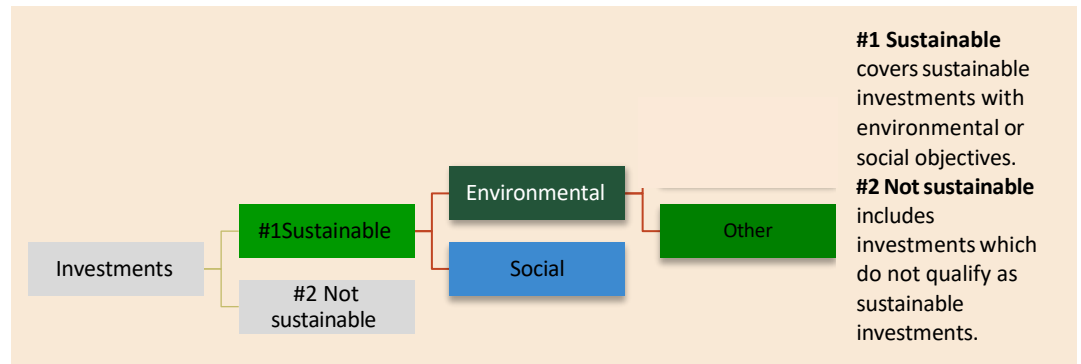 Investments
#1Sustainable
#2 Not
sustainable
Environmental
Social
Other
#1 Sustainable
covers sustainable
investments with
environmental or
social objectives.
#2 Not sustainable
includes
investments which
do not qualify as
sustainable
investments.